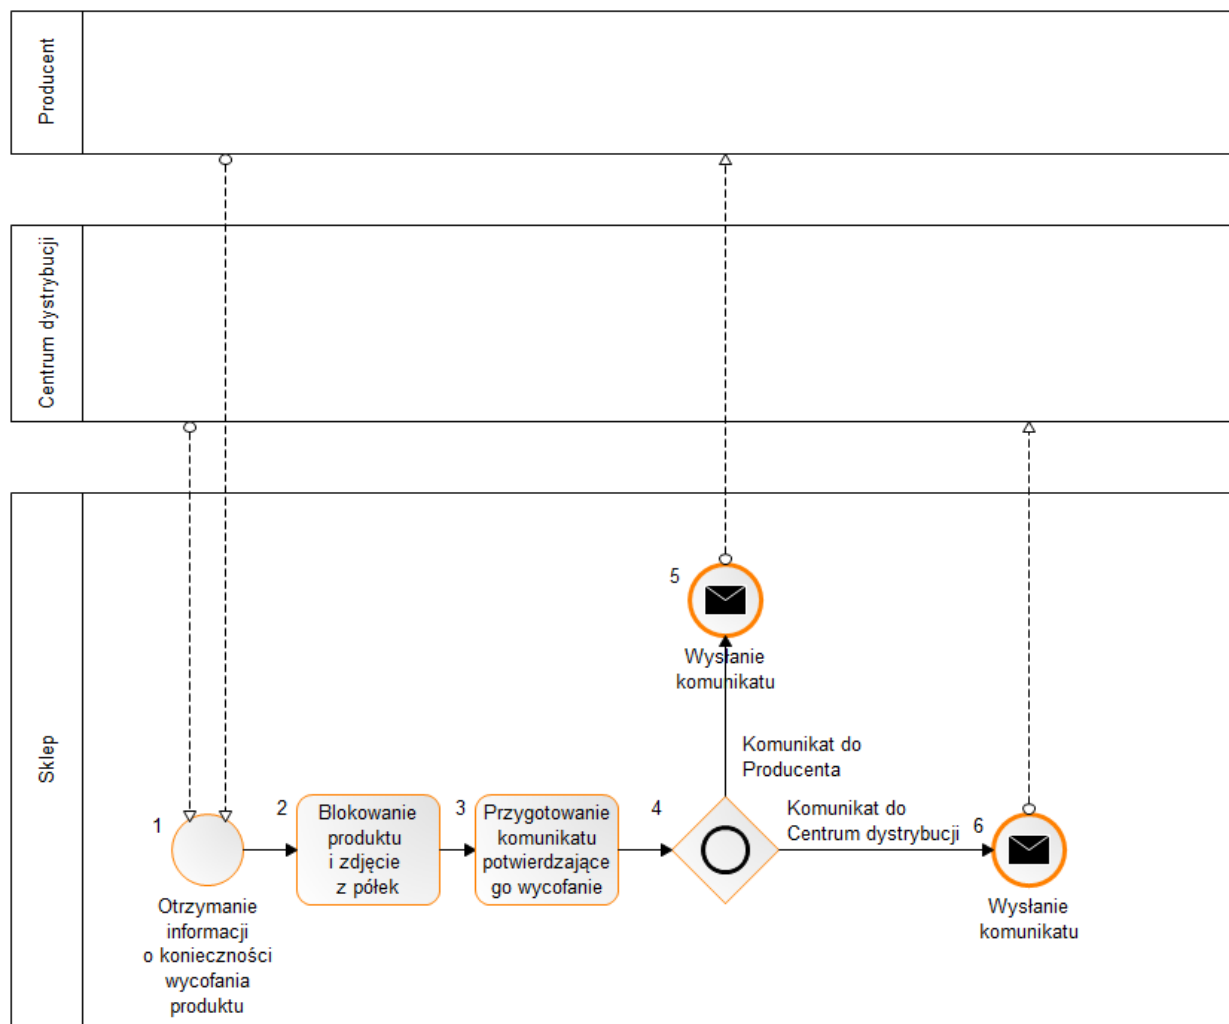 Producent
Centrum dystrybucji
Sklep
1
Otrzymanie
informacji
o konieczności
wycofania
produktu
2
Blokowanie
produktu
i zdjęcie
z półek
3
Przygotowanie
komunikatu
potwierdzające
go wycofanie
4
Komunikat do
Producenta
5
Wysłanie
komunikatu
Komunikat do
Centrum dystrybucji
6
Wysłanie
komunikatu